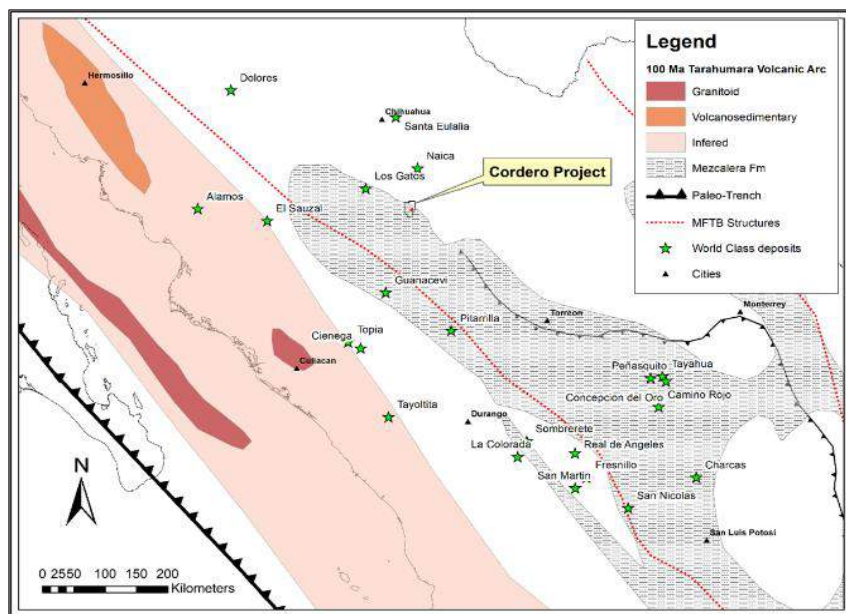 Hermosillo
Dolores
Chihuahua
Santa Eulalia
Naica
Los Gatos
Cordero Project
Alamos
El Sauzal
Guanacevi
Pitarrilla
Torreon
Monterrey
Cienega
Topia
Culiacan
Peñasquito
Tayahua
Concepcion del Oro
Camino Rojo
Tayoltita
Durango
Sombrerete
La Colorada
Real de Angeles
San Martin
Fresnillo
Charcas
San Nicolas
San Luis Potosi
N
0 2550 100 150 200
Kilometers
Legend
100 Ma Tarahumara Volcanic Arc
Granitoid
Volcanosedimentary
Infered
Mezcalera Fm
Paleo-Trench
MFTB Structures
World Class deposits
Cities